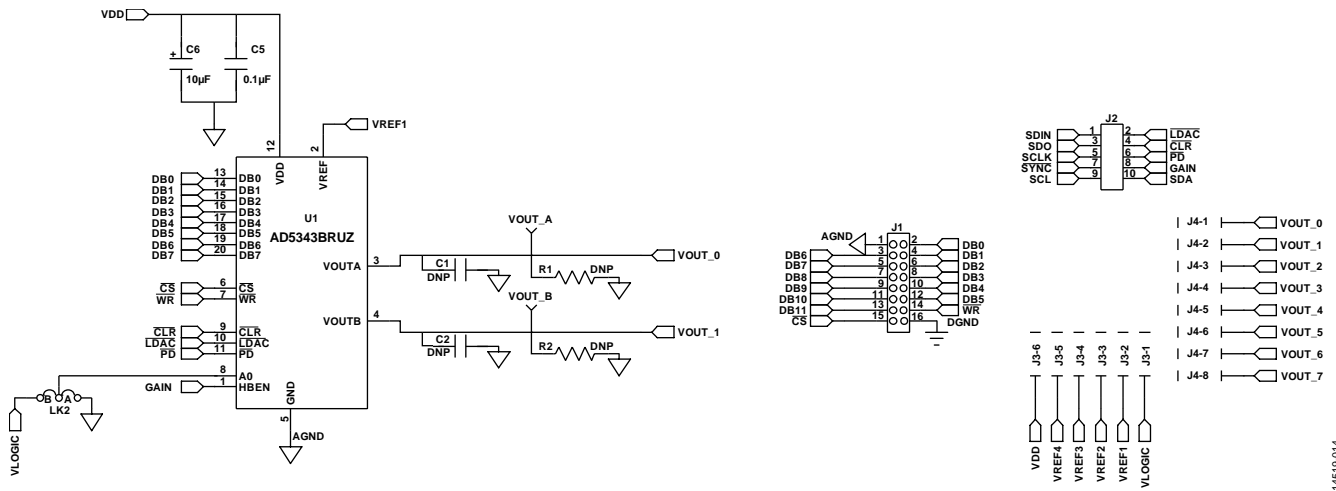 VDD
C6
+
10µF
C5
0.1µF
VREF1
12
VDD
2
VREF
U1
AD5343BRUZ
DB0 13 DB0
DB1 14 DB1
DB2 15 DB2
DB3 16 DB3
DB4 17 DB4
DB5 18 DB5
DB6 19 DB6
DB7 20 DB7
CS 6 CS
WR 7 WR
CLR 9 CLR
LDAC 10 LDAC
PD 11 PD
8 A0
GAIN 1 HBEN
B A
LK2
VLOGIC
GND
5
AGND
VOUTA 3
C1
DNP
VOUT_A
R1 DNP
VOUT_0
VOUTB 4
C2
DNP
VOUT_B
R2 DNP
VOUT_1
J1
AGND 1 2 DB0
DB6 3 4 DB1
DB7 5 6 DB2
DB8 7 8 DB3
DB9 9 10 DB4
DB10 11 12 DB5
DB11 13 14 WR
CS 15 16 DGND
J2
SDIN 1 2 LDAC
SDO 3 4 CLR
SCLK 5 6 PD
SYNC 7 8 GAIN
SCL 9 10 SDA
J4-1 VOUT_0
J4-2 VOUT_1
J4-3 VOUT_2
J4-4 VOUT_3
J4-5 VOUT_4
J4-6 VOUT_5
J4-7 VOUT_6
J4-8 VOUT_7
J3-6 VDD
J3-5 VREF4
J3-4 VREF3
J3-3 VREF2
J3-2 VREF1
J3-1 VLOGIC
14519-014